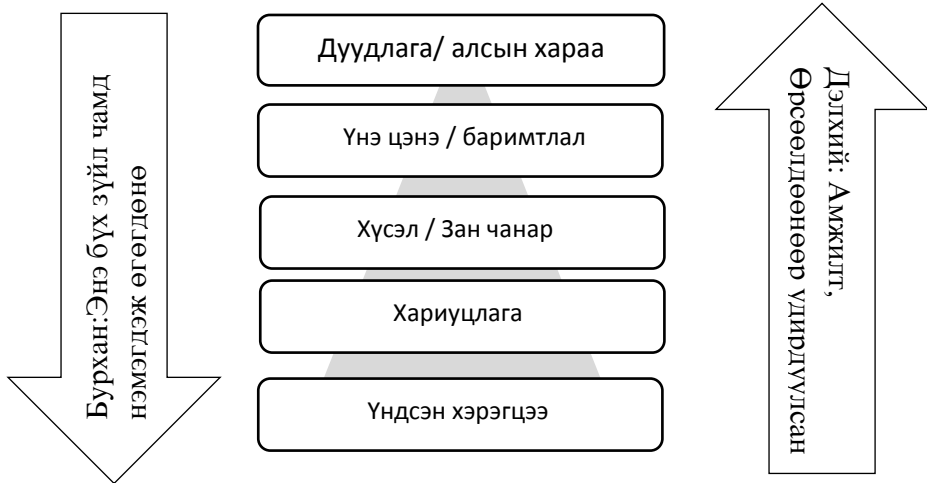 Бурхан:Энэ бүх зүйл чамд
нэмэгдэж өгөгдөнө
Дуудлага/ алсын хараа
Үнэ цэнэ / баримтлал
Хүсэл / Зан чанар
Хариуцлага
Үндсэн хэрэгцээ
Дэлхий: Амжилт,
Өрсөөлдөөнөөр удирдуулсан